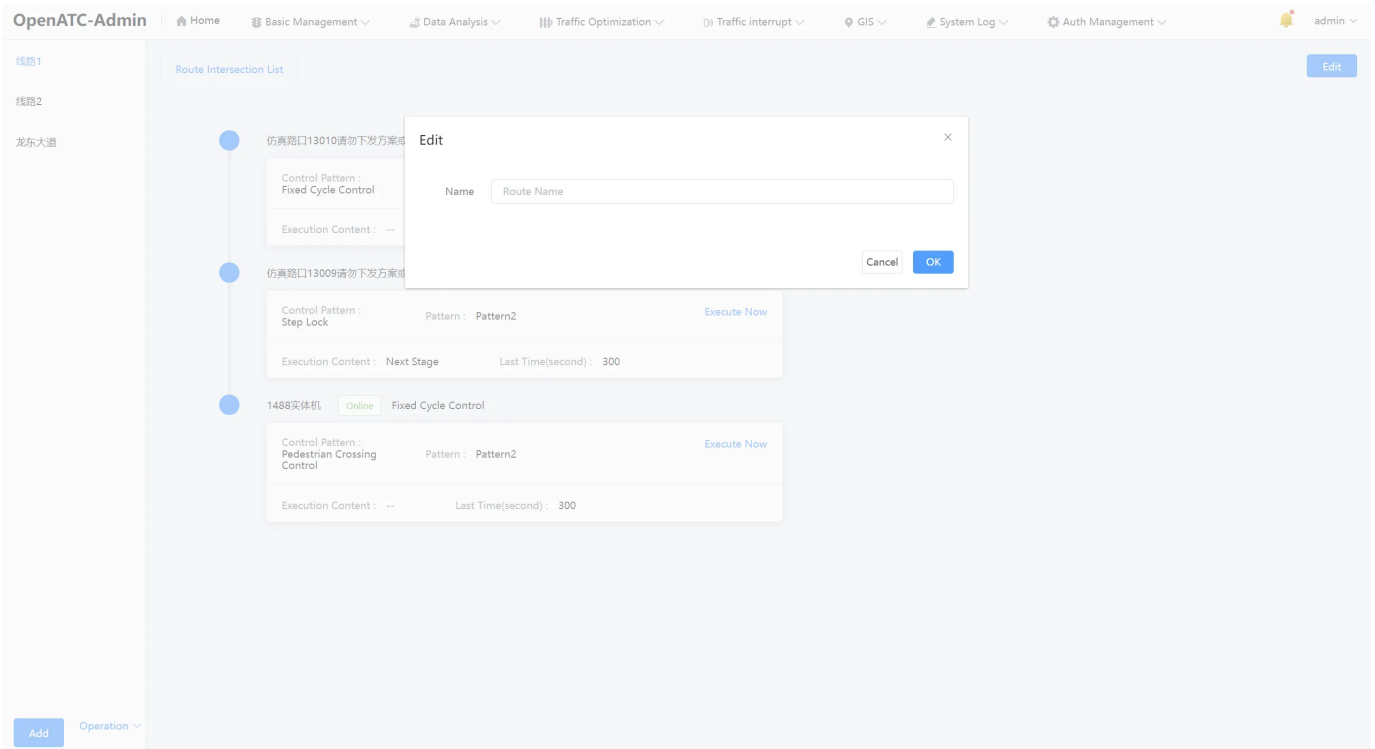 OpenATC-Admin Home Basic Management Data Analysis Traffic Optimization Traffic interrupt GIS System Log Auth Management admin
线路1
线路2
龙东大道
Route Intersection List Edit
仿真路口13010请勿下发方案或
Control Pattern :
Fixed Cycle Control
Execution Content : --
Edit
Name Route Name
Cancel OK
仿真路口13009请勿下发方案或
Control Pattern :
Step Lock
Pattern : Pattern2
Execute Now
Execution Content : Next Stage Last Time(second) : 300
1488实体机 Online Fixed Cycle Control
Control Pattern :
Pedestrian Crossing
Control
Pattern : Pattern2
Execute Now
Execution Content : -- Last Time(second) : 300
Add Operation